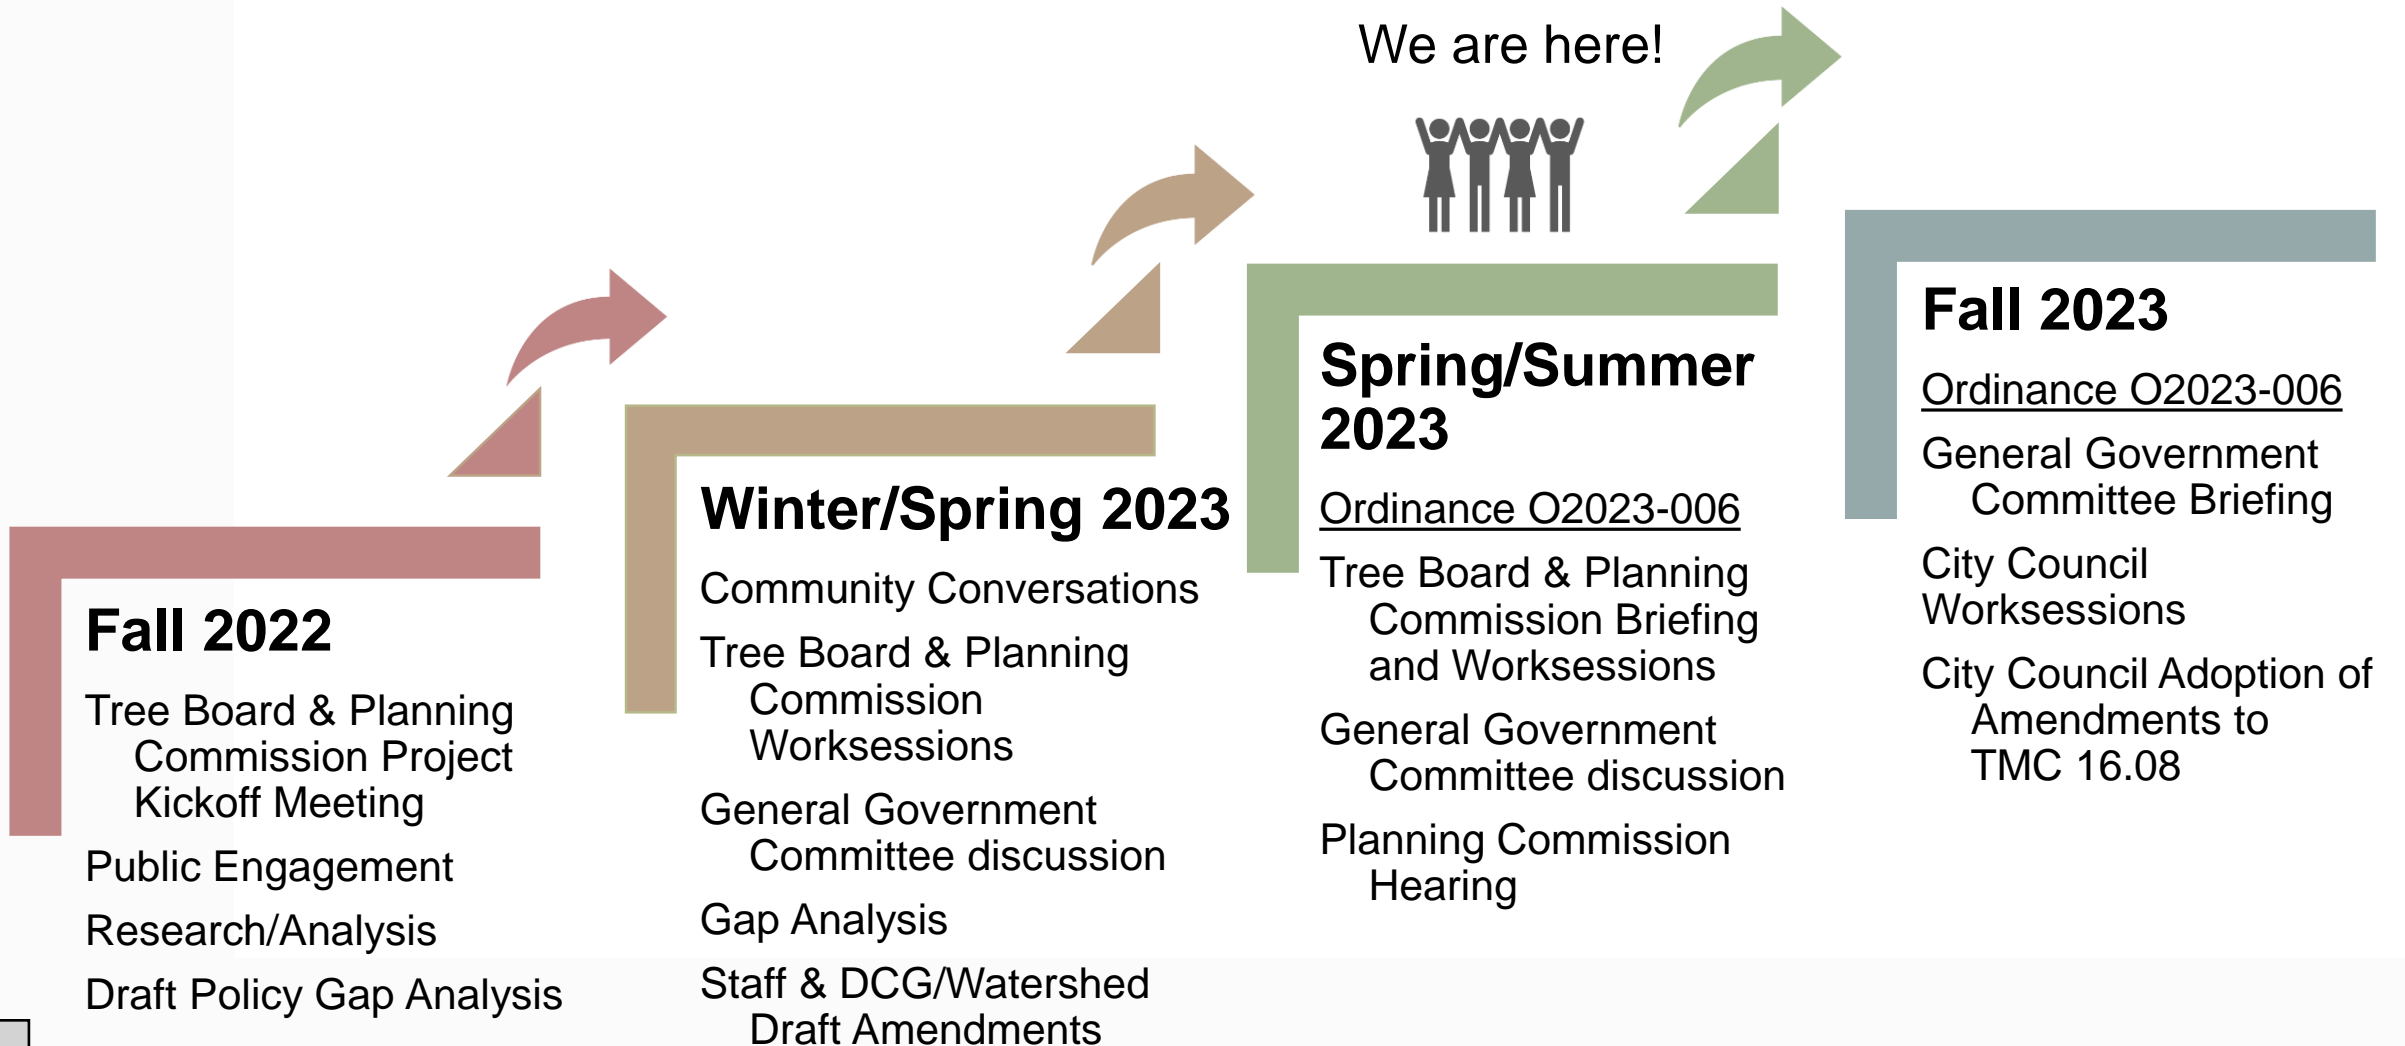 We are here!
Fall 2022
Tree Board & Planning
Commission Project
Kickoff Meeting
Public Engagement
Research/Analysis
Draft Policy Gap Analysis
Winter/Spring 2023
Community Conversations
Tree Board & Planning
Commission
Worksessions
General Government
Committee discussion
Gap Analysis
Staff & DCG/Watershed
Draft Amendments
Spring/Summer
2023
Ordinance O2023-006
Tree Board & Planning
Commission Briefing
and Worksessions
General Government
Committee discussion
Planning Commission
Hearing
Fall 2023
Ordinance O2023-006
General Government
Committee Briefing
City Council
Worksessions
City Council Adoption of
Amendments to
TMC 16.08